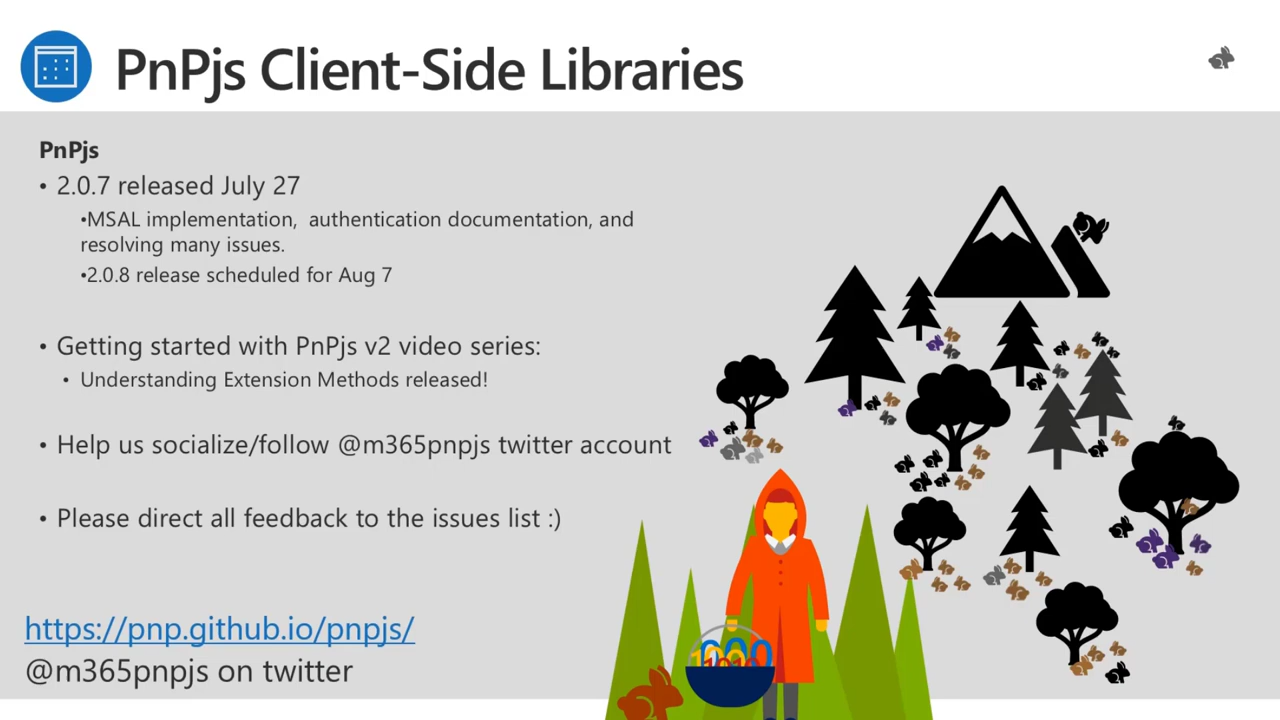 PnPjs Client-Side Libraries
PnPjs
• 2.0.7 released July 27
•MSAL implementation,  authentication documentation, and
resolving many issues.
•2.0.8 release scheduled for Aug 7
• Getting started with PnPjs v2 video series:
• Understanding Extension Methods released!
• Help us socialize/follow @m365pnpjs twitter account
• Please direct all feedback to the issues list :)
https://pnp.github.io/pnpjs/
@m365pnpjs on twitter